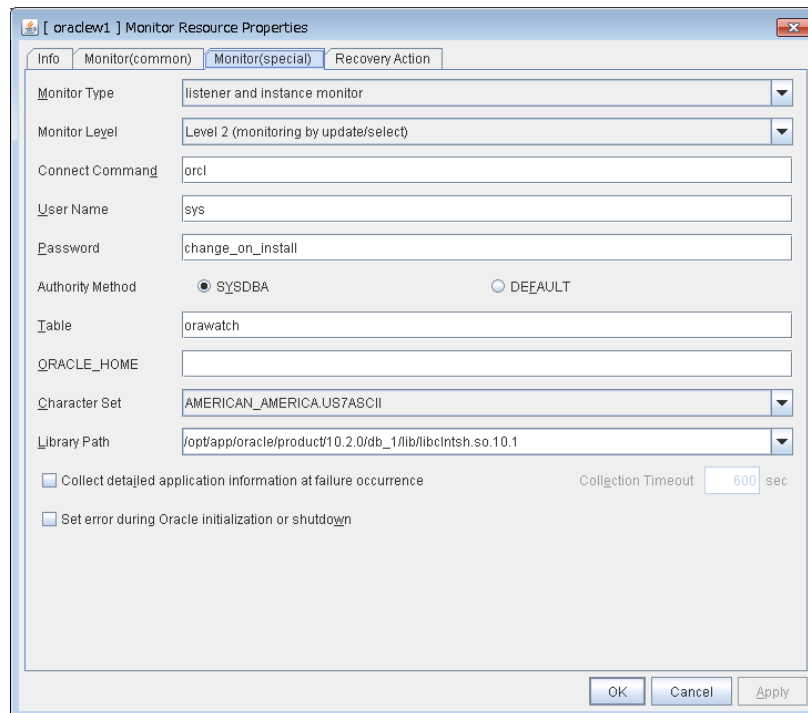 [ oraclew1 ] Monitor Resource Properties
Info Monitor(common) Monitor(special) Recovery Action
Monitor Type listener and instance monitor
Monitor Level Level 2 (monitoring by update/select)
Connect Command orcl
User Name sys
Password change_on_install
Authority Method SYSDBA DEFAULT
Table orawatch
ORACLE_HOME
Character Set AMERICAN_AMERICA.US7ASCII
Library Path /opt/app/oracle/product/10.2.0/db_1/lib/libclntsh.so.10.1
Collect detailed application information at failure occurrence Collection Timeout 600 sec
Set error during Oracle initialization or shutdown
OK Cancel Apply